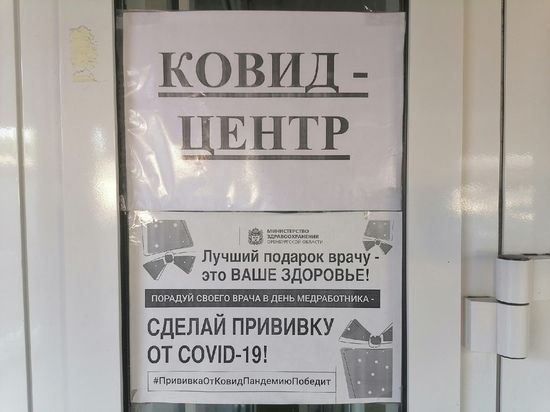 КОВИД -
ЦЕНТР
МИНИСТЕРСТВО
ЗДРАВООХРАНЕНИЯ
ОРЕНБУРГСКОЙ ОБЛАСТИ
Лучший подарок врачу -
это ВАШЕ ЗДОРОВЬЕ!
ПОРАДУЙ СВОЕГО ВРАЧА В ДЕНЬ МЕДРАБОТНИКА -
СДЕЛАЙ ПРИВИВКУ
ОТ COVID-19!
#ПрививкаОтКовидПандемиюПобедит